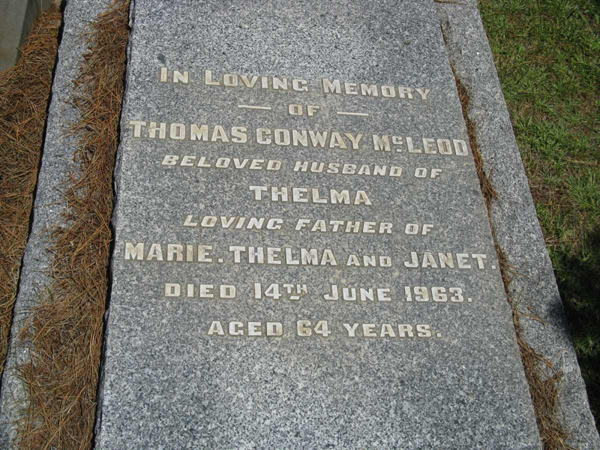 IN LOVING MEMORY
— OF —
THOMAS CONWAY McLEOD
BELOVED HUSBAND OF
THELMA
LOVING FATHER OF
MARIE. THELMA AND JANET.
DIED 14TH JUNE 1963.
AGED 64 YEARS.